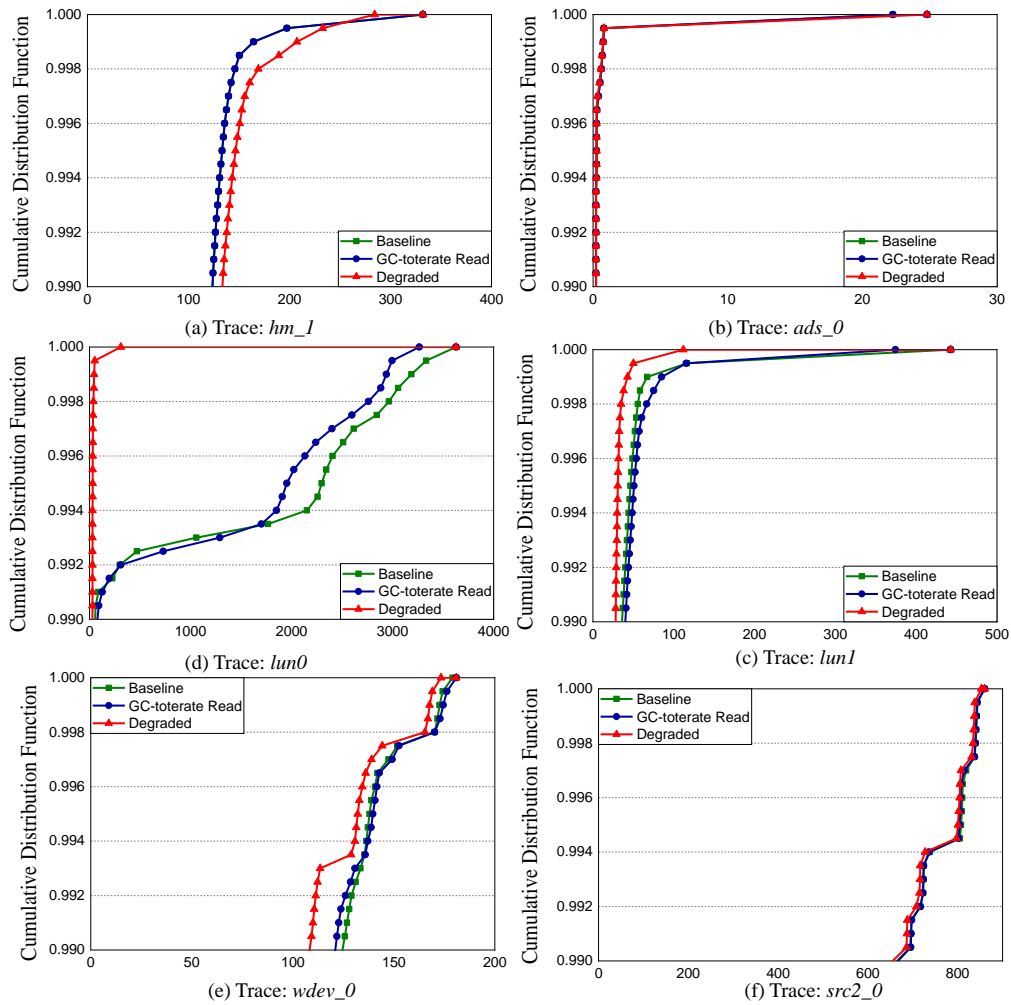 Cumulative Distribution Function
1.000
0.998
0.996
0.994
0.992
0.990
Baseline
GC-toterate Read
Degraded
0 100 200 300 400
(a) Trace: hm_1
Cumulative Distribution Function
1.000
0.998
0.996
0.994
0.992
0.990
Baseline
GC-toterate Read
Degraded
0 10 20 30
(b) Trace: ads_0
Cumulative Distribution Function
1.000
0.998
0.996
0.994
0.992
0.990
Baseline
GC-toterate Read
Degraded
0 1000 2000 3000 4000
(d) Trace: lun0
Cumulative Distribution Function
1.000
0.998
0.996
0.994
0.992
0.990
Baseline
GC-toterate Read
Degraded
0 100 200 300 400 500
(c) Trace: lun1
Cumulative Distribution Function
1.000
0.998
0.996
0.994
0.992
0.990
Baseline
GC-toterate Read
Degraded
0 50 100 150 200
(e) Trace: wdev_0
Cumulative Distribution Function
1.000
0.998
0.996
0.994
0.992
0.990
Baseline
GC-toterate Read
Degraded
0 200 400 600 800
(f) Trace: src2_0